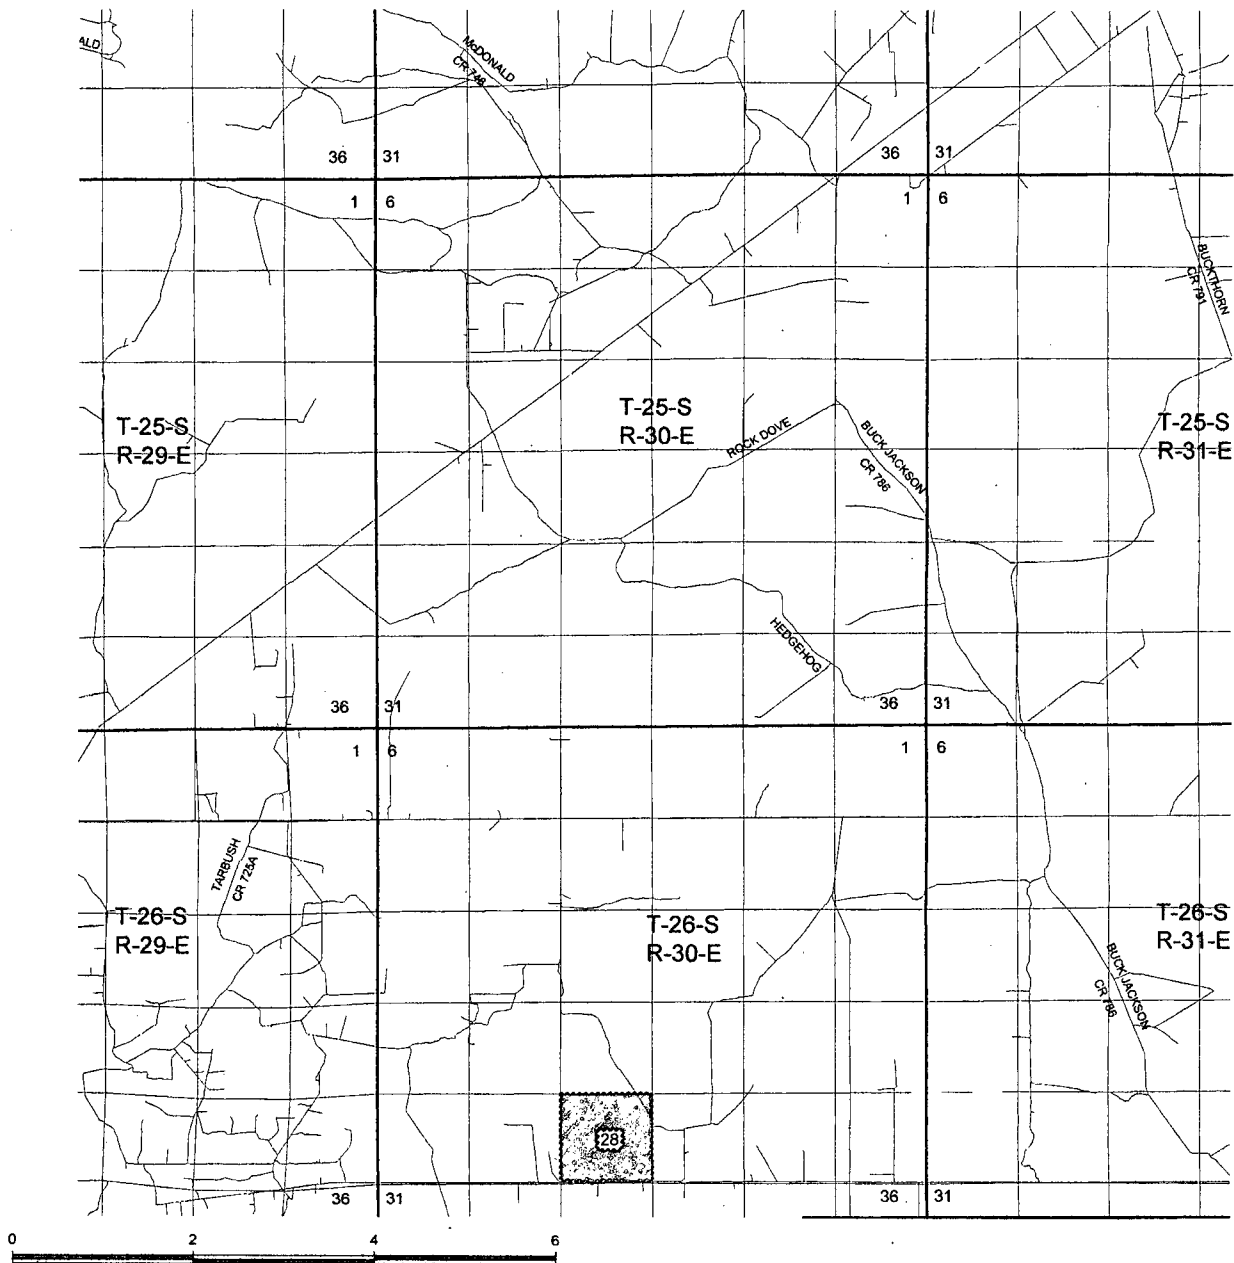 ALD
McDONALD
CR 748
36 31
36 31
1 6
1 6
BUCKTHORN
CR 791
T-25-S
R-29-E
T-25-S
R-30-E
ROCK DOVE
BUCK JACKSON
CR 786
T-25-S
R-31-E
HEDGEHOG
36 31
36 31
1 6
1 6
TARBUSH
CR 725A
T-26-S
R-29-E
T-26-S
R-30-E
T-26-S
R-31-E
BUCK JACKSON
CR 786
28
36 31
36 31
0 2 4 6